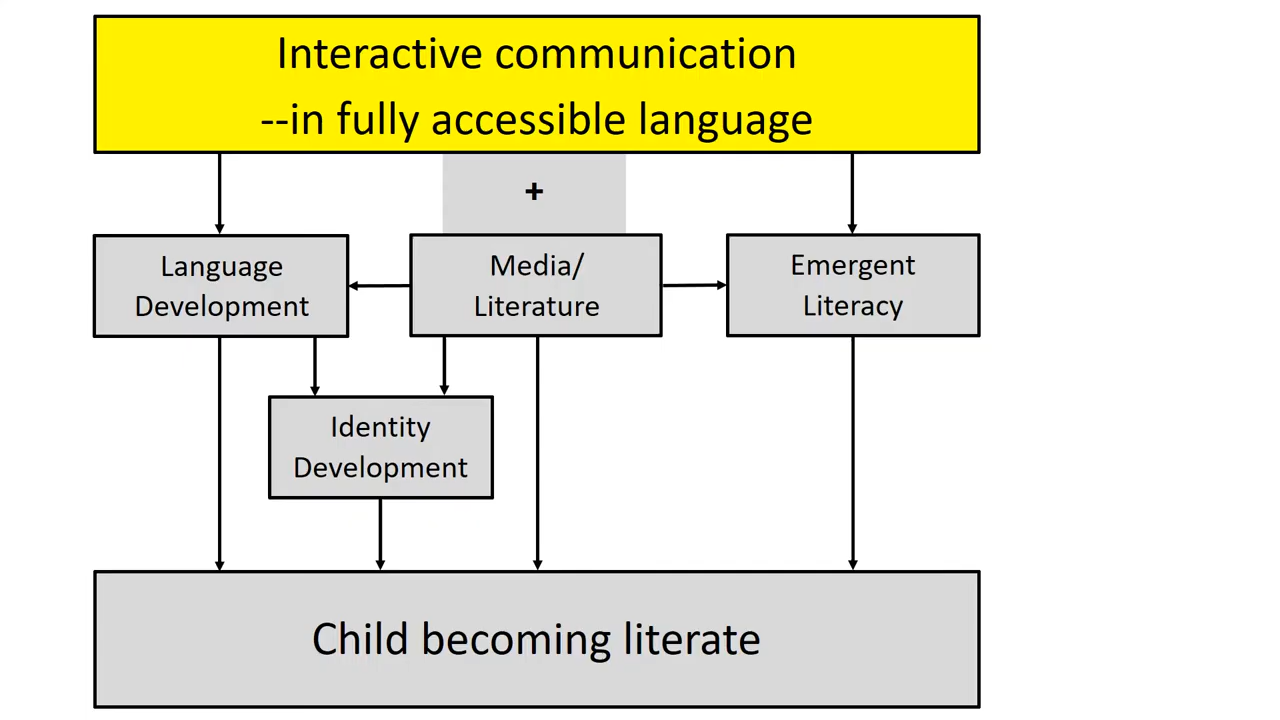 Interactive communication
--in fully accessible language
+
Language
Development
Media/
Literature
Emergent
Literacy
Identity
Development
Child becoming literate